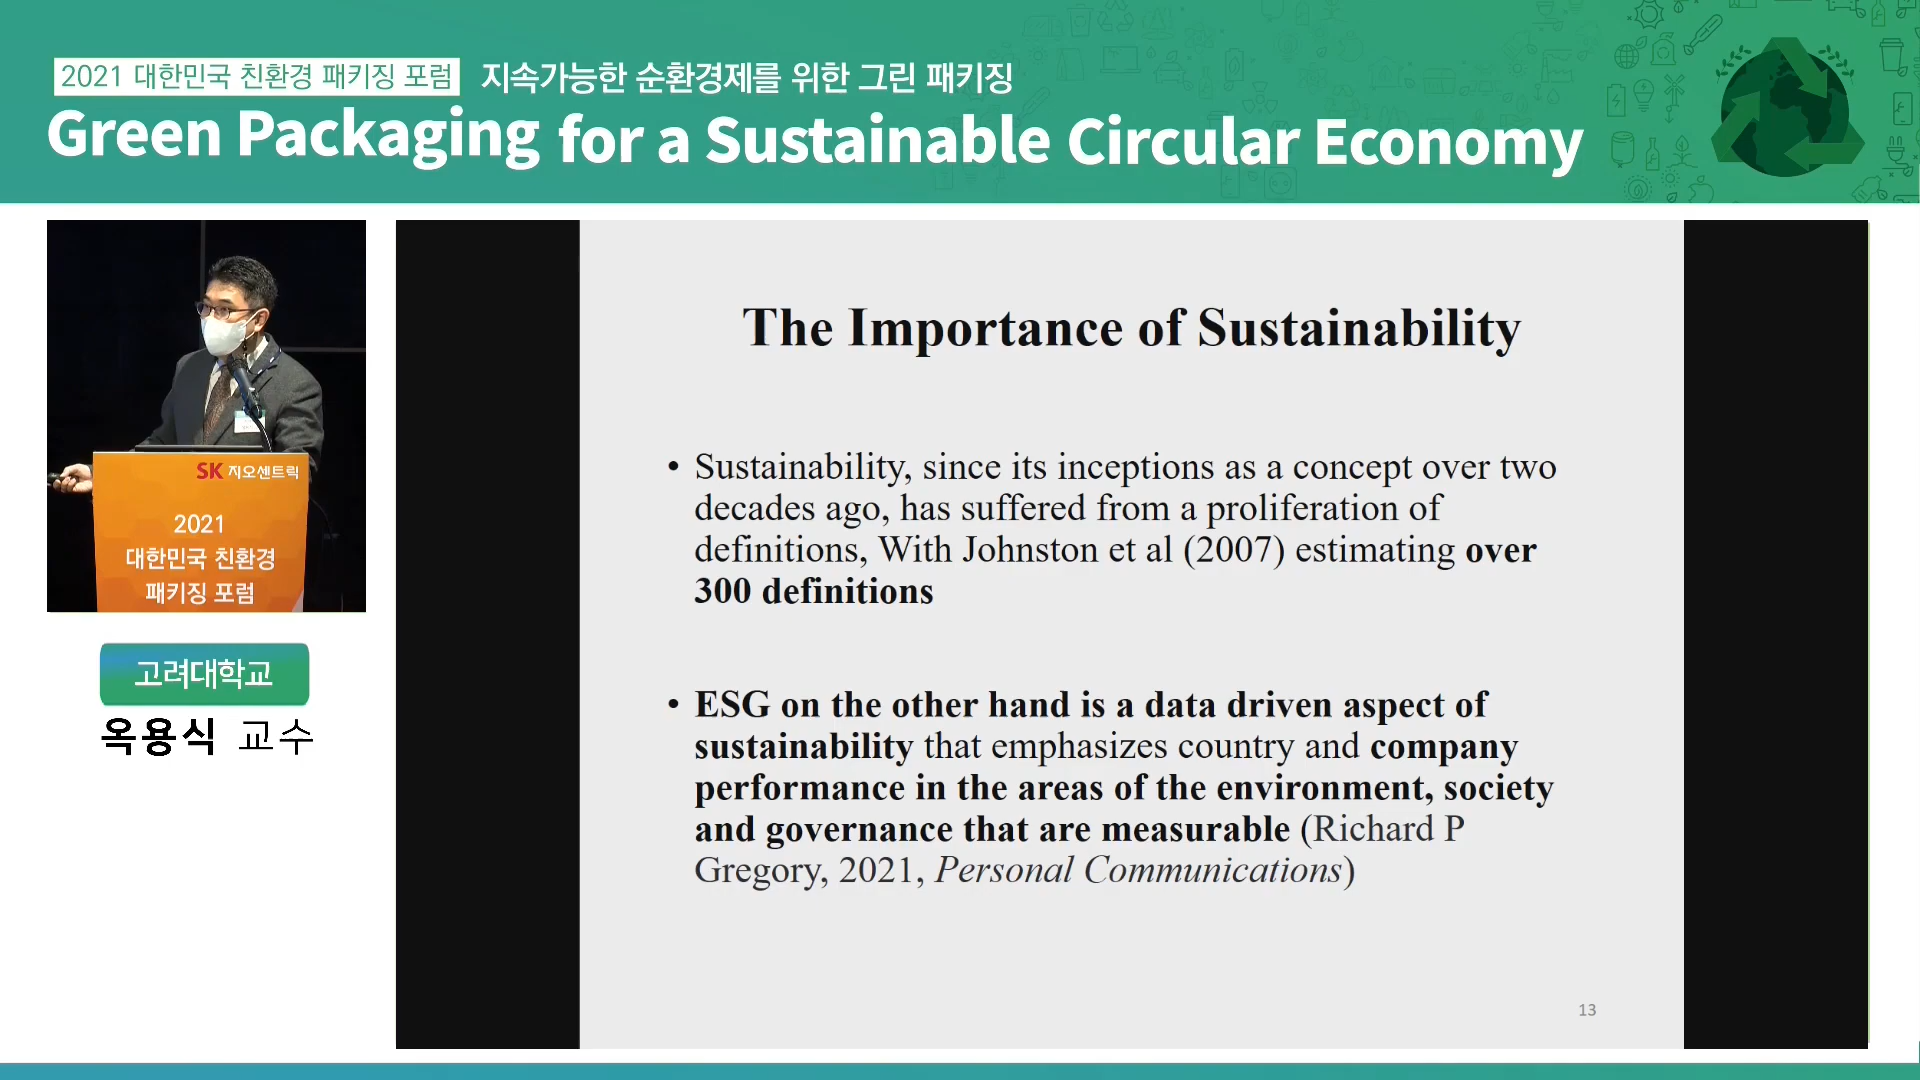 2021 대한민국 친환경 패키징 포럼 지속가능한 순환경제를 위한 그린 패키징
Green Packaging for a Sustainable Circular Economy
SK 지오센트릭
2021
대한민국 친환경
패키징 포럼
고려대학교
옥용식 교수
The Importance of Sustainability
• Sustainability, since its inceptions as a concept over two
decades ago, has suffered from a proliferation of
definitions, With Johnston et al (2007) estimating over
300 definitions
• ESG on the other hand is a data driven aspect of
sustainability that emphasizes country and company
performance in the areas of the environment, society
and governance that are measurable (Richard P
Gregory, 2021, Personal Communications)
13